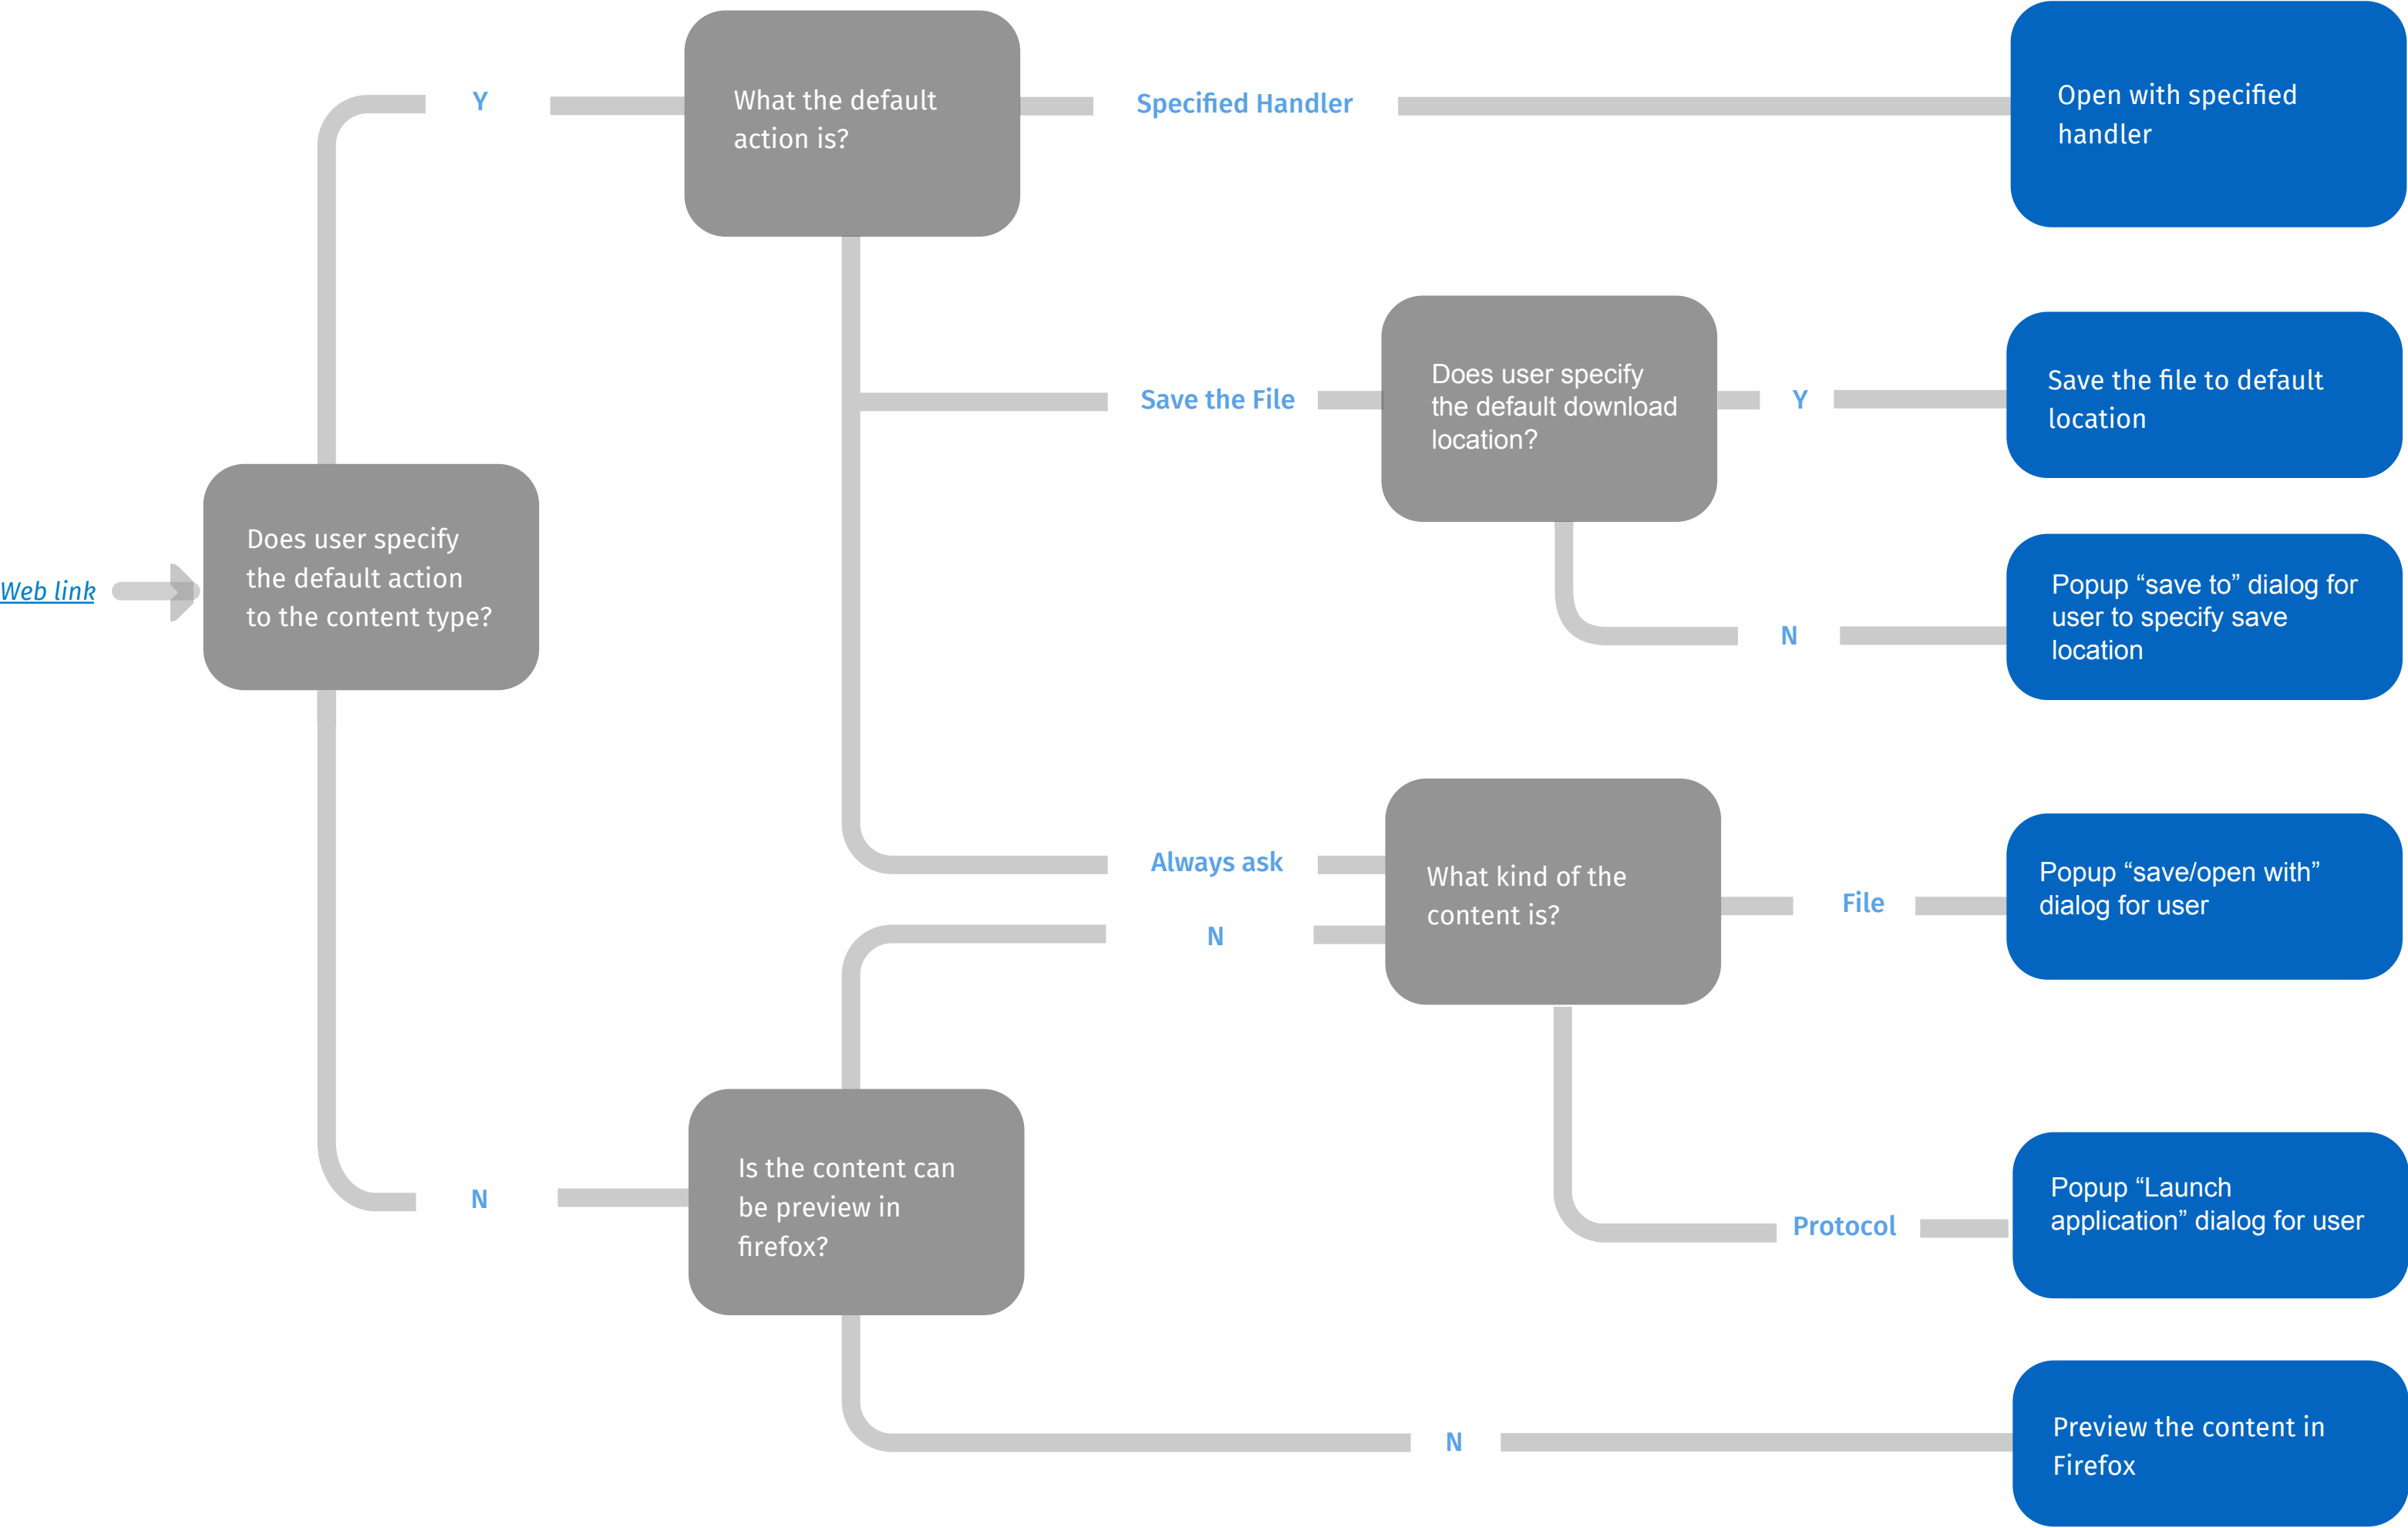 Y
What the default
action is?
Specified Handler
Open with specified
handler
Save the File
Does user specify
the default download
location?
Y
Save the file to default
location
Web link
Does user specify
the default action
to the content type?
N
Popup “save to” dialog for
user to specify save
location
Always ask
N
What kind of the
content is?
File
Popup “save/open with”
dialog for user
N
Is the content can
be preview in
firefox?
Protocol
Popup “Launch
application” dialog for user
N
Preview the content in
Firefox